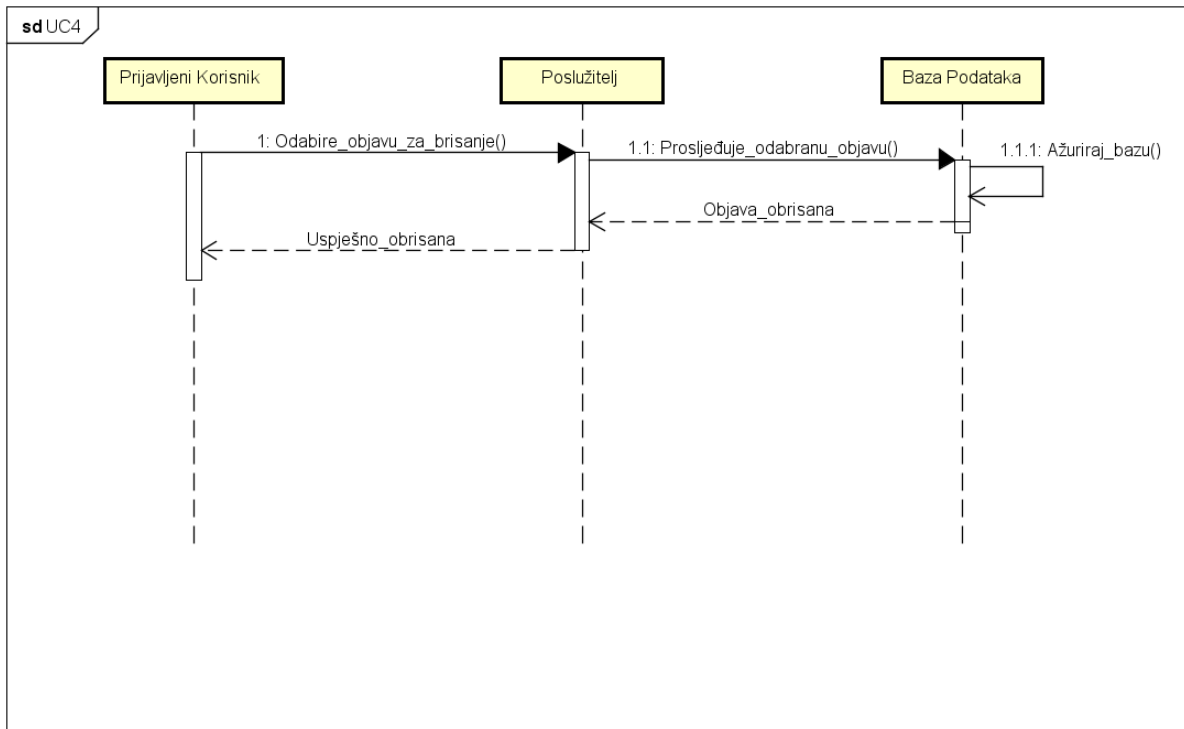 sd UC4
Prijavljeni Korisnik
Poslužitelj
Baza Podataka
1: Odabire_objavu_za_brisanje()
1.1: Prosljeđuje_odabranu_objavu()
1.1.1: Ažuriraj_bazu()
Objava_obrisana
Uspješno_obrisana